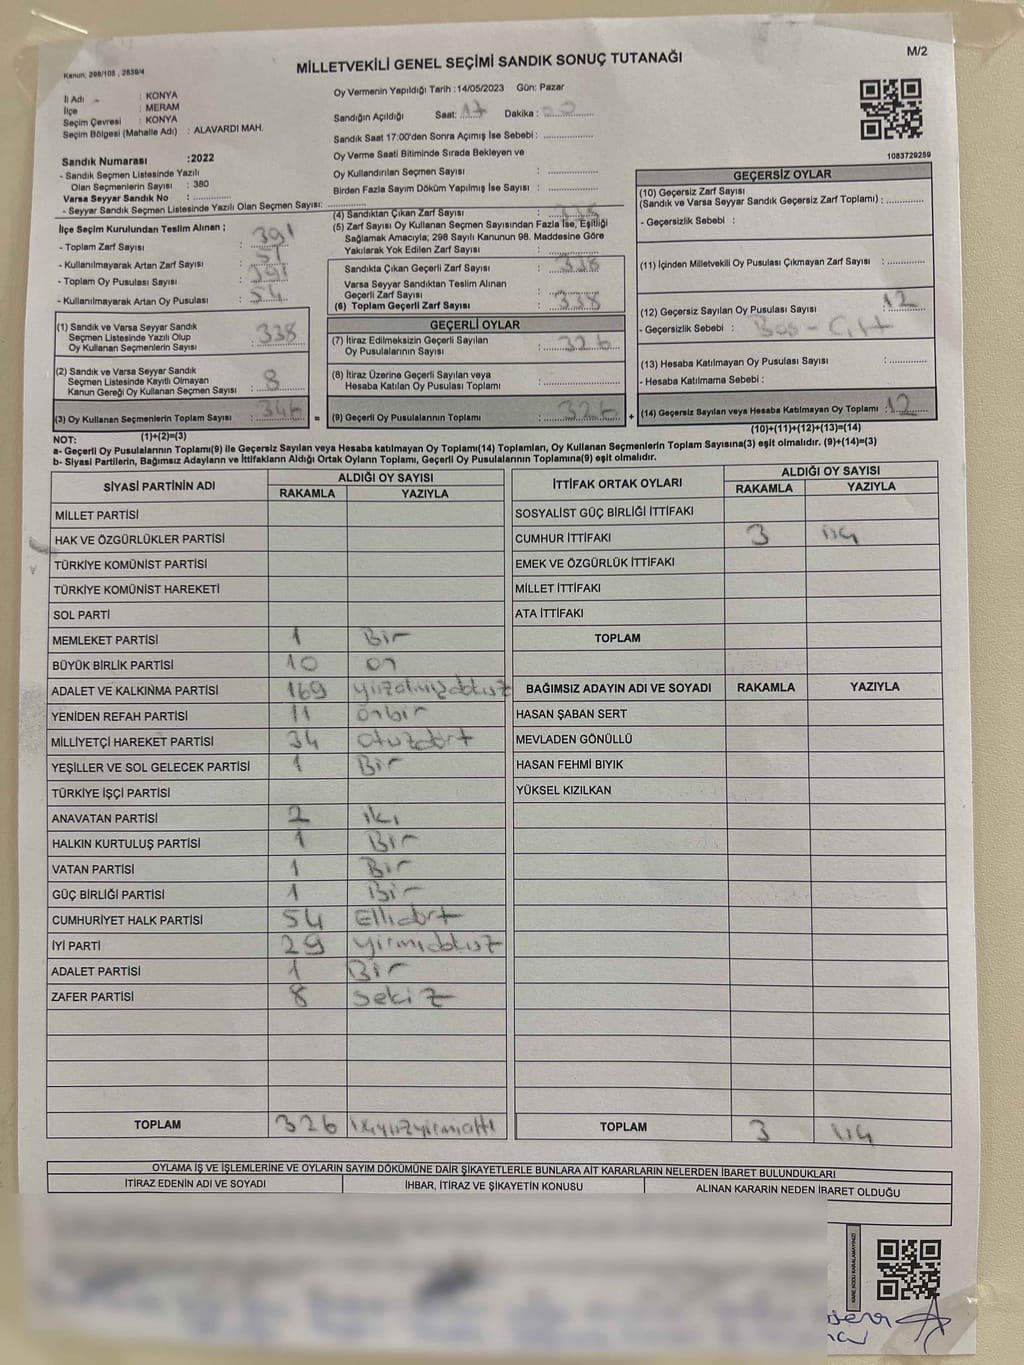 M/2
Kanun, 298/105 , 2839/4
MİLLETVEKİLİ GENEL SEÇİMİ SANDIK SONUÇ TUTANAĞI
İl Adı : KONYA
İlçe : MERAM
Seçim Çevresi : KONYA
Seçim Bölgesi (Mahalle Adı) : ALAVARDI MAH.
Oy Vermenin Yapıldığı Tarih :14/05/2023 Gün: Pazar
Sandığın Açıldığı Saat: 17 Dakika : 00
Sandık Saat 17:00'den Sonra Açımış İse Sebebi :
Oy Verme Saati Bitiminde Sırada Bekleyen ve
Oy Kullandırılan Seçmen Sayısı :
Birden Fazla Sayım Döküm Yapılmış İse Sayısı :
1083729259
Sandık Numarası :2022
- Sandık Seçmen Listesinde Yazılı
Olan Seçmenlerin Sayısı : 380
Varsa Seyyar Sandık No :
- Seyyar Sandık Seçmen Listesinde Yazılı Olan Seçmen Sayısı:
İlçe Seçim Kurulundan Teslim Alınan ;
- Toplam Zarf Sayısı : 391
- Kullanılmayarak Artan Zarf Sayısı : 51
- Toplam Oy Pusulası Sayısı : 391
- Kullanılmayarak Artan Oy Pusulası : 54
(1) Sandık ve Varsa Seyyar Sandık
Seçmen Listesinde Yazılı Olup
Oy Kullanan Seçmenlerin Sayısı : 338
(2) Sandık ve Varsa Seyyar Sandık
Seçmen Listesinde Kayıtlı Olmayan
Kanun Gereği Oy Kullanan Seçmen Sayısı : 8
(3) Oy Kullanan Seçmenlerin Toplam Sayısı : 346
(1)+(2)=(3)
(4) Sandıktan Çıkan Zarf Sayısı : 338
(5) Zarf Sayısı Oy Kullanan Seçmen Sayısından Fazla İse, Eşitliği
Sağlamak Amacıyla; 298 Sayılı Kanunun 98. Maddesine Göre
Yakılarak Yok Edilen Zarf Sayısı :
Sandıkta Çıkan Geçerli Zarf Sayısı : 338
Varsa Seyyar Sandıktan Teslim Alınan
Geçerli Zarf Sayısı :
(6) Toplam Geçerli Zarf Sayısı : 338
GEÇERLİ OYLAR
(7) İtiraz Edilmeksizin Geçerli Sayılan
Oy Pusulalarının Sayısı : 326
(8) İtiraz Üzerine Geçerli Sayılan veya
Hesaba Katılan Oy Pusulası Toplamı :
= (9) Geçerli Oy Pusulalarının Toplamı : 326 +
GEÇERSİZ OYLAR
(10) Geçersiz Zarf Sayısı
(Sandık ve Varsa Seyyar Sandık Geçersiz Zarf Toplamı) :
- Geçersizlik Sebebi :
(11) İçinden Milletvekili Oy Pusulası Çıkmayan Zarf Sayısı :
(12) Geçersiz Sayılan Oy Pusulası Sayısı : 12
- Geçersizlik Sebebi : Boş - Çift
(13) Hesaba Katılmayan Oy Pusulası Sayısı :
- Hesaba Katılmama Sebebi :
(14) Geçersiz Sayılan veya Hesaba Katılmayan Oy Toplamı : 12
(10)+(11)+(12)+(13)=(14)
NOT:
a- Geçerli Oy Pusulalarının Toplamı(9) ile Geçersiz Sayılan veya Hesaba katılmayan Oy Toplamı(14) Toplamları, Oy Kullanan Seçmenlerin Toplam Sayısına(3) eşit olmalıdır. (9)+(14)=(3)
b- Siyasi Partilerin, Bağımsız Adayların ve İttifakların Aldığı Ortak Oyların Toplamı, Geçerli Oy Pusulalarının Toplamına(9) eşit olmalıdır.
SİYASİ PARTİNİN ADI ALDIĞI OY SAYISI
RAKAMLA YAZIYLA
MİLLET PARTİSİ
HAK VE ÖZGÜRLÜKLER PARTİSİ
TÜRKİYE KOMÜNİST PARTİSİ
TÜRKİYE KOMÜNİST HAREKETİ
SOL PARTİ
MEMLEKET PARTİSİ 1 Bir
BÜYÜK BİRLİK PARTİSİ 10 on
ADALET VE KALKINMA PARTİSİ 169 yüzatmışdokuz
YENİDEN REFAH PARTİSİ 11 onbir
MİLLİYETÇİ HAREKET PARTİSİ 34 otuzdört
YEŞİLLER VE SOL GELECEK PARTİSİ 1 Bir
TÜRKİYE İŞÇİ PARTİSİ
ANAVATAN PARTİSİ 2 iki
HALKIN KURTULUŞ PARTİSİ 1 Bir
VATAN PARTİSİ 1 Bir
GÜÇ BİRLİĞİ PARTİSİ 1 Bir
CUMHURİYET HALK PARTİSİ 54 Ellidört
İYİ PARTİ 29 yirmidokuz
ADALET PARTİSİ 1 Bir
ZAFER PARTİSİ 8 sekiz
TOPLAM 326 üçyüzyirmialtı
İTTİFAK ORTAK OYLARI ALDIĞI OY SAYISI
RAKAMLA YAZIYLA
SOSYALİST GÜÇ BİRLİĞİ İTTİFAKI
CUMHUR İTTİFAKI 3 üç
EMEK VE ÖZGÜRLÜK İTTİFAKI
MİLLET İTTİFAKI
ATA İTTİFAKI
TOPLAM
BAĞIMSIZ ADAYIN ADI VE SOYADI RAKAMLA YAZIYLA
HASAN ŞABAN SERT
MEVLADEN GÖNÜLLÜ
HASAN FEHMİ BIYIK
YÜKSEL KIZILKAN
TOPLAM 3 üç
OYLAMA İŞ VE İŞLEMLERİNE VE OYLARIN SAYIM DÖKÜMÜNE DAİR ŞİKAYETLERLE BUNLARA AİT KARARLARIN NELERDEN İBARET BULUNDUKLARI
İTİRAZ EDENİN ADI VE SOYADI İHBAR, İTİRAZ VE ŞİKAYETİN KONUSU ALINAN KARARIN NEDEN İBARET OLDUĞU
KARE KODU KARALAMAYINIZ!